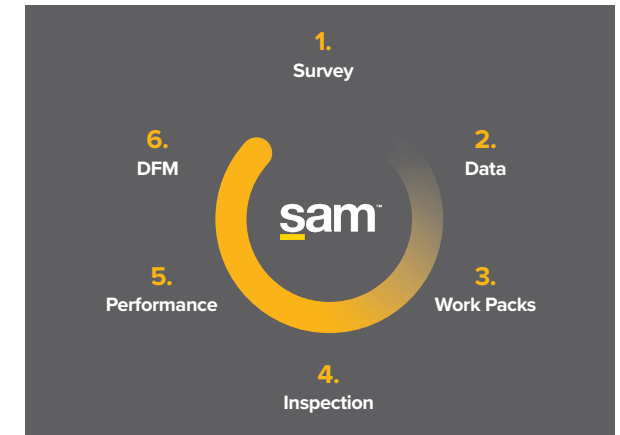 1.
Survey
2.
Data
3.
Work Packs
4.
Inspection
5.
Performance
6.
DFM
sam™